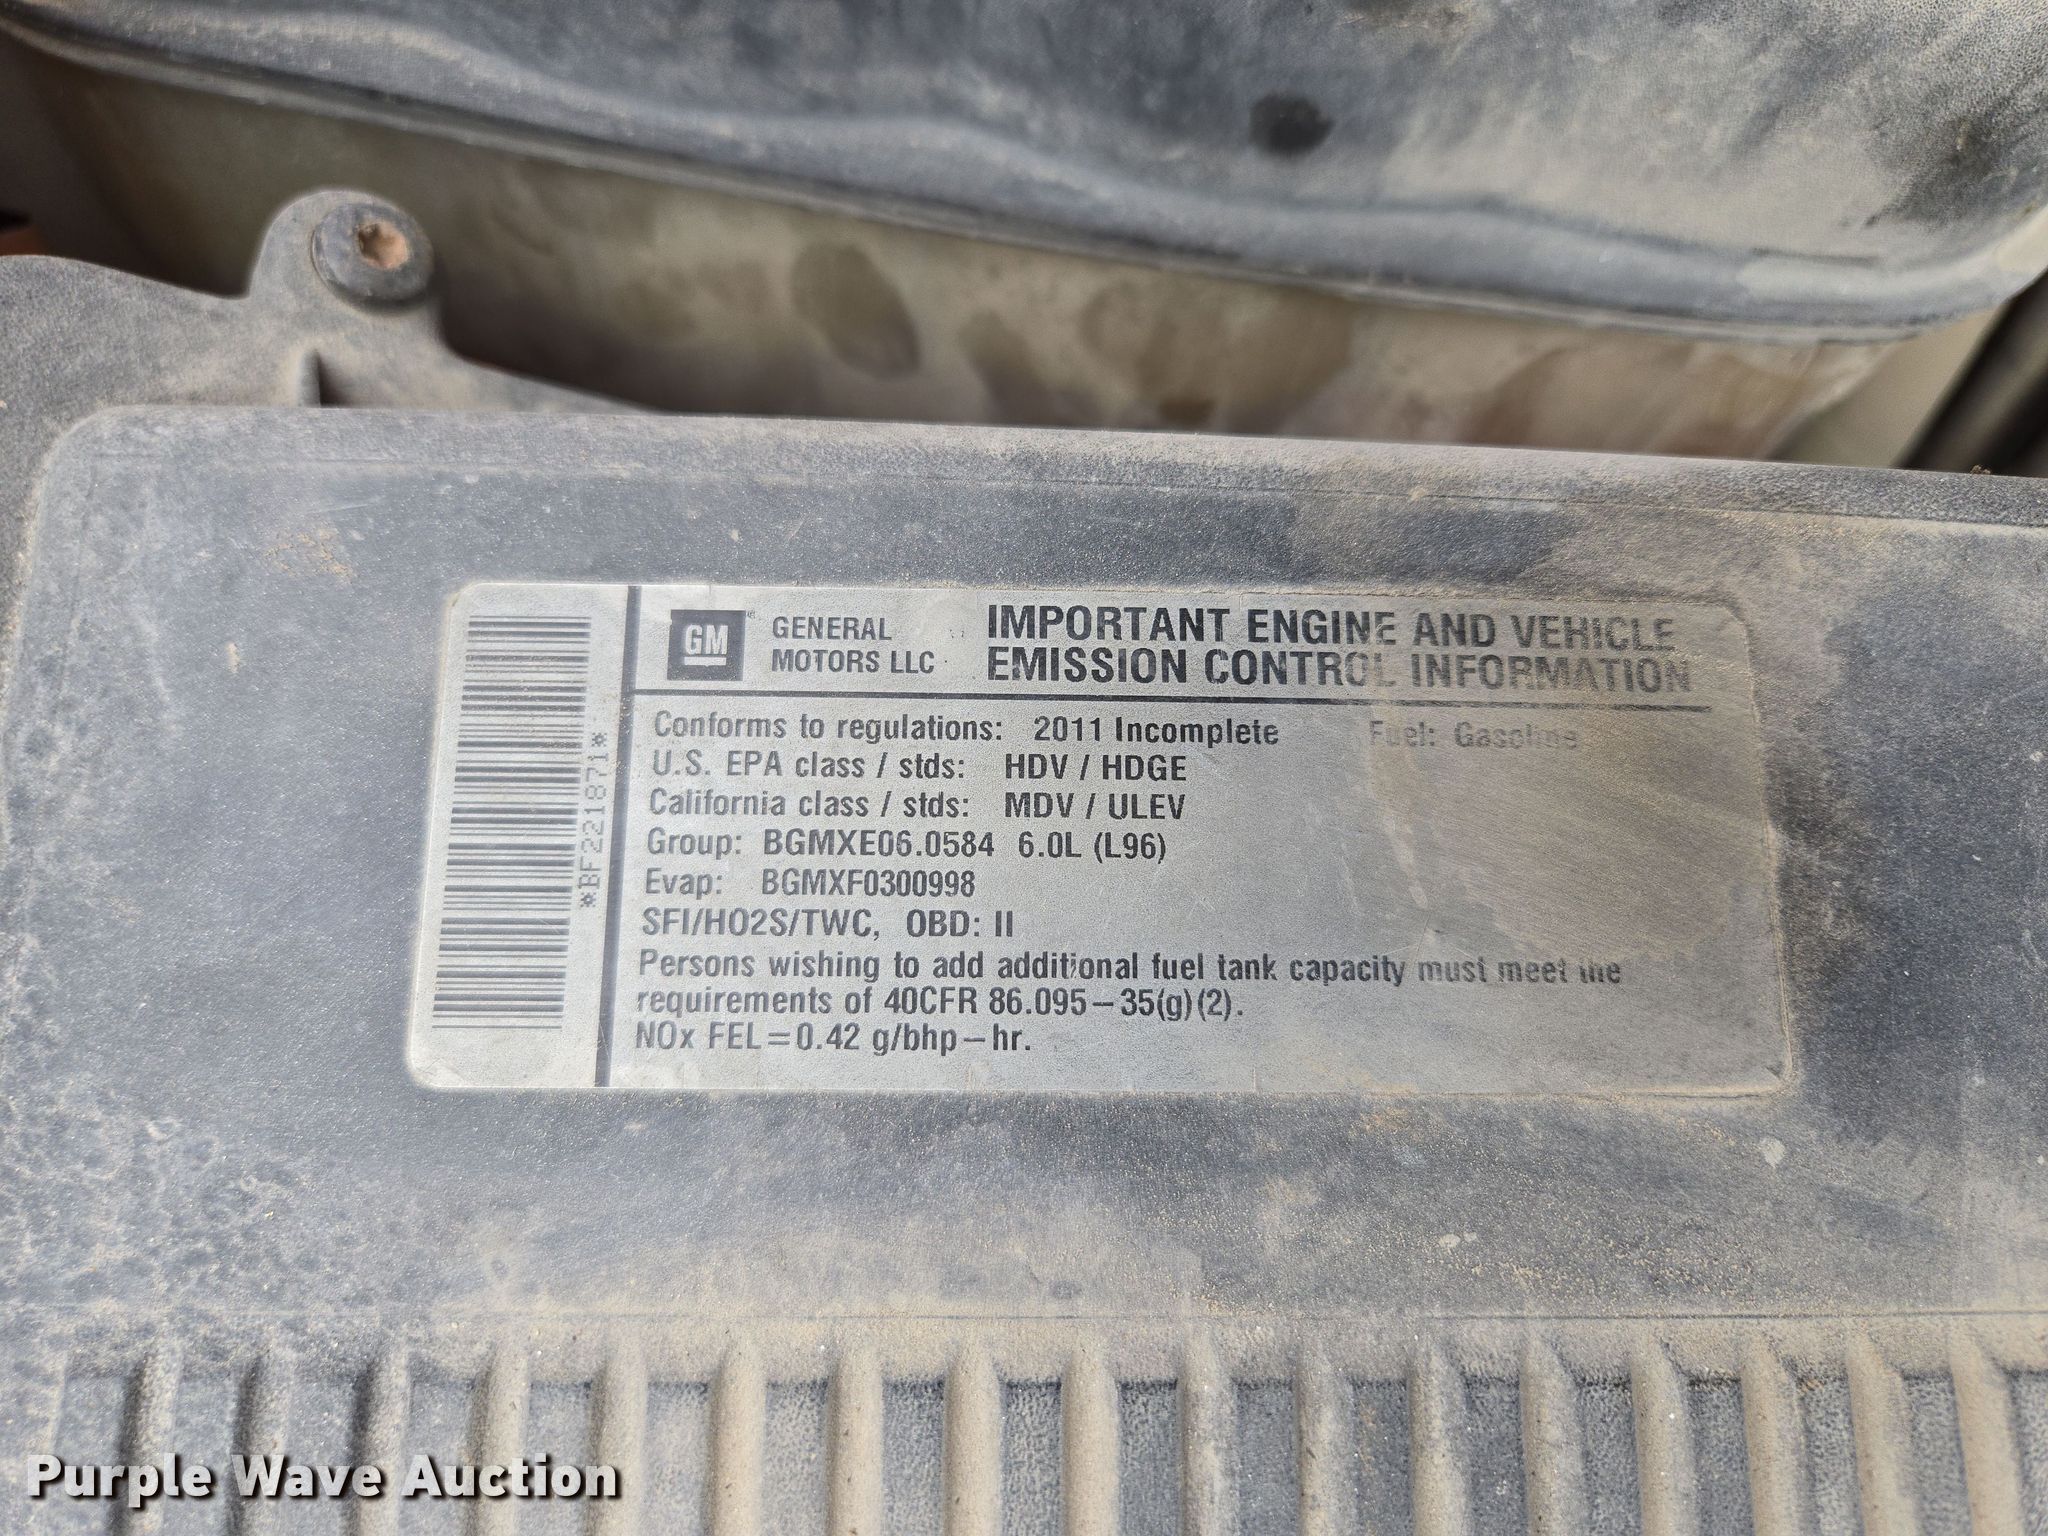 *BF221871*
GM
GENERAL
MOTORS LLC
IMPORTANT ENGINE AND VEHICLE
EMISSION CONTROL INFORMATION
Conforms to regulations: 2011 Incomplete Fuel: Gasoline
U.S. EPA class / stds: HDV / HDGE
California class / stds: MDV / ULEV
Group: BGMXE06.0584 6.0L (L96)
Evap: BGMXF0300998
SFI/HO2S/TWC, OBD: II
Persons wishing to add additional fuel tank capacity must meet the
requirements of 40CFR 86.095–35(g)(2).
NOx FEL=0.42 g/bhp–hr.
Purple Wave Auction